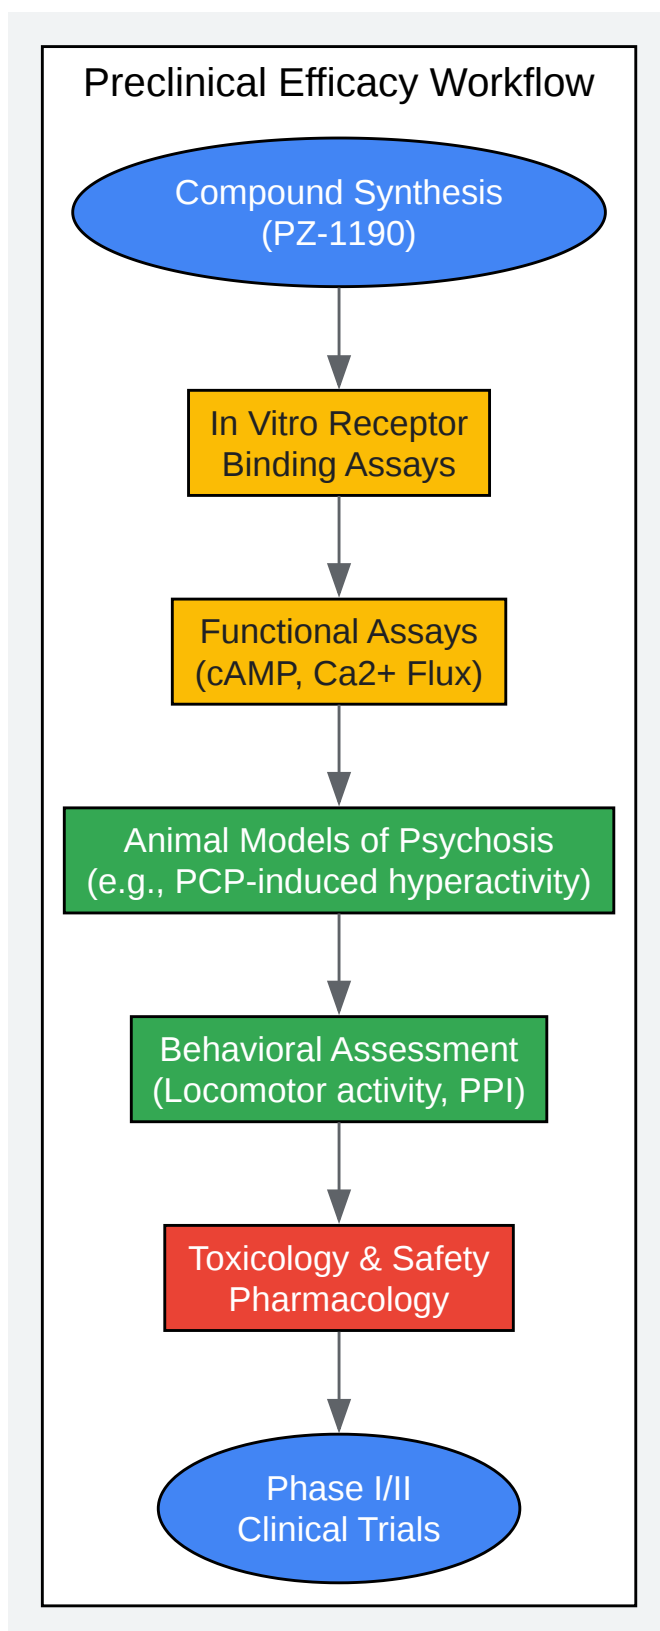 Preclinical Efficacy Workflow
Compound Synthesis
(PZ-1190)
In Vitro Receptor
Binding Assays
Functional Assays
(cAMP, Ca2+ Flux)
Animal Models of Psychosis
(e.g., PCP-induced hyperactivity)
Behavioral Assessment
(Locomotor activity, PPI)
Toxicology & Safety
Pharmacology
Phase I/II
Clinical Trials